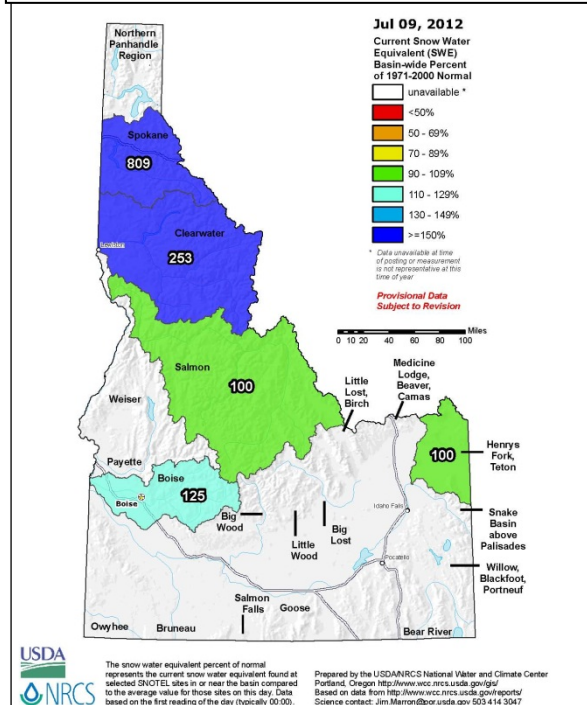 Jul 09, 2012
Current Snow Water
Equivalent (SWE)
Basin-wide Percent
of 1971-2000 Normal
unavailable *
<50%
50 - 69%
70 - 89%
90 - 109%
110 - 129%
130 - 149%
>=150%
* Data unavailable at time
of posting or measurement
is not representative at this
time of year
Provisional Data
Subject to Revision
Miles
0 10 20 40 60 80 100
Northern
Panhandle
Region
Spokane
809
Lewiston
Clearwater
253
Salmon
100
Weiser
Little
Lost,
Birch
Medicine
Lodge,
Beaver,
Camas
100
Henrys
Fork,
Teton
Payette
Boise
125
Boise
Big
Wood
Little
Wood
Big
Lost
Idaho Falls
Snake
Basin
above
Palisades
Pocatello
Willow,
Blackfoot,
Portneuf
Owyhee
Bruneau
Salmon
Falls
Goose
Bear River
USDA
NRCS
The snow water equivalent percent of normal
represents the current snow water equivalent found at
selected SNOTEL sites in or near the basin compared
to the average value for those sites on this day. Data
based on the first reading of the day (typically 00:00).
Prepared by the USDA/NRCS National Water and Climate Center
Portland, Oregon http://www.wcc.nrcs.usda.gov/gis/
Based on data from http://www.wcc.nrcs.usda.gov/reports/
Science contact: Jim.Marron@por.usda.gov 503 414 3047